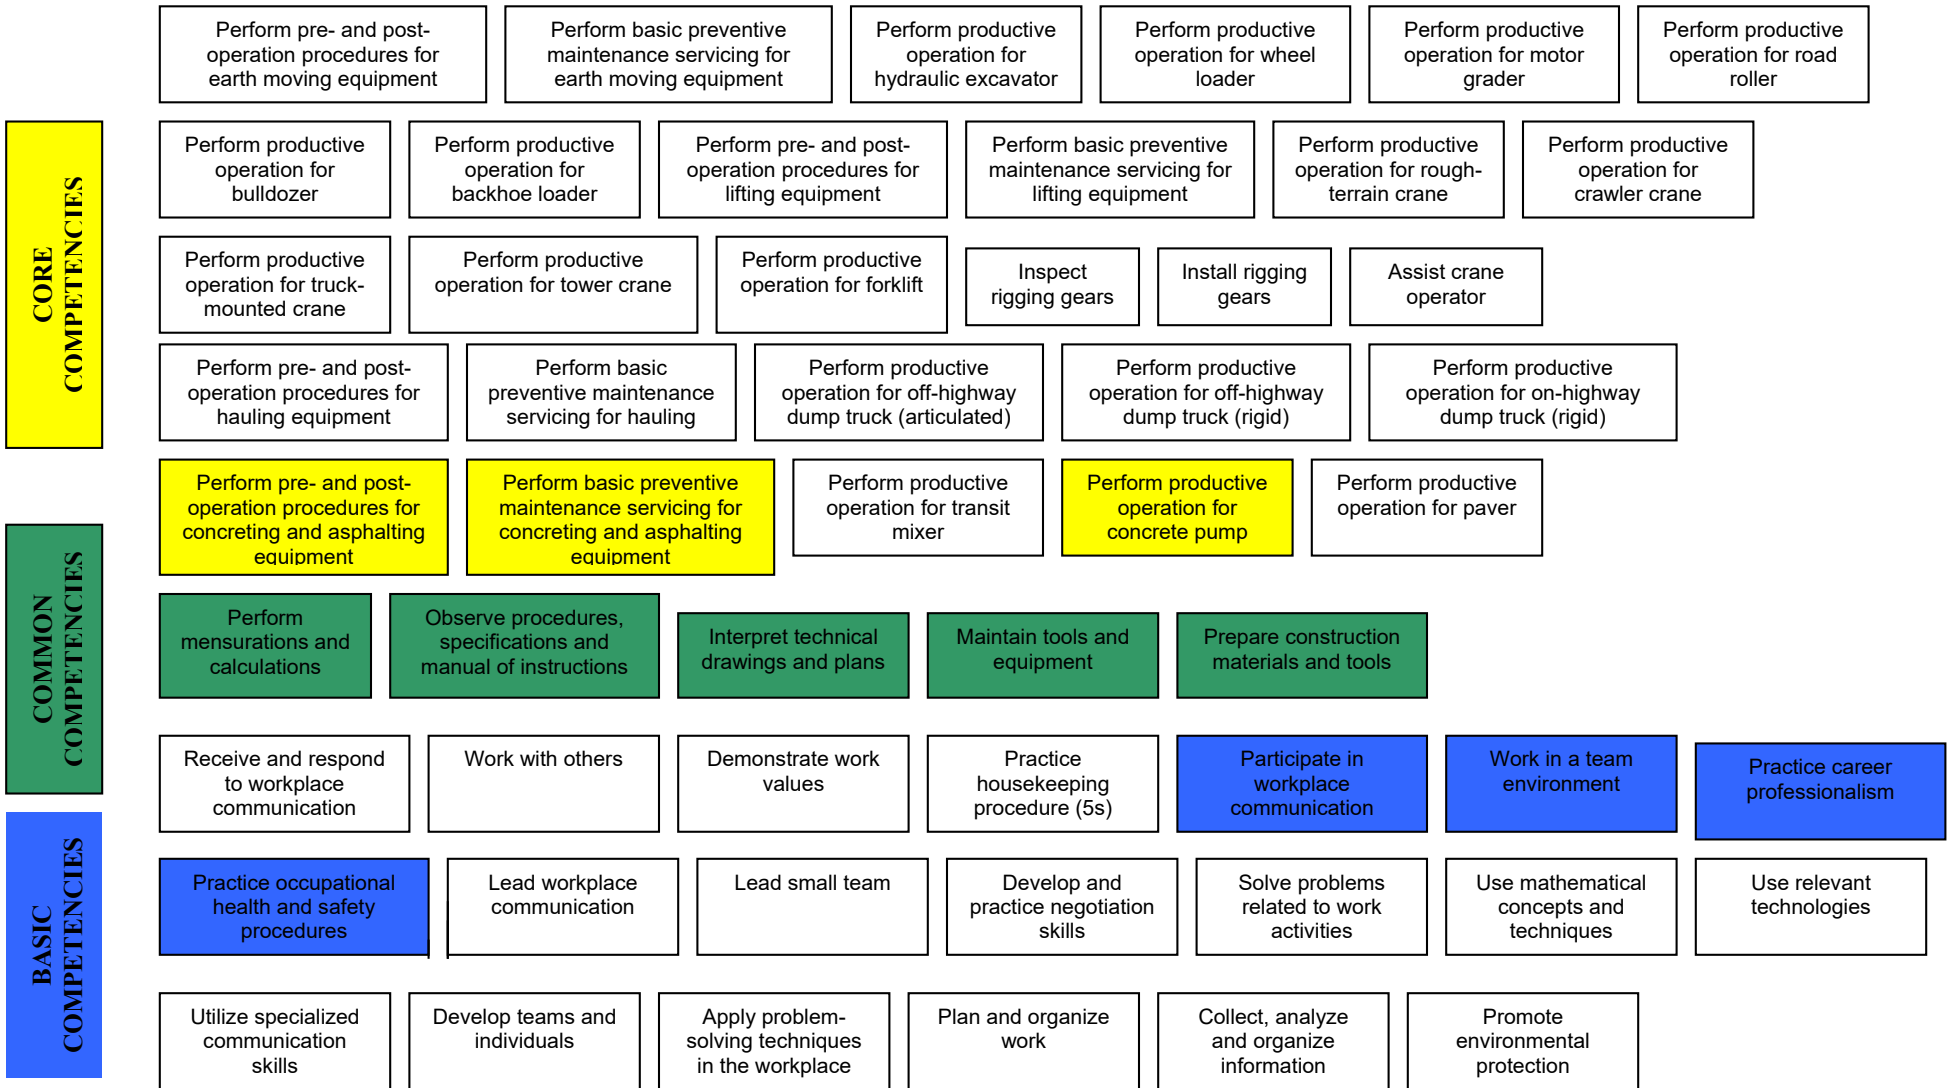 Perform pre- and post-
operation procedures for
earth moving equipment
Perform basic preventive
maintenance servicing for
earth moving equipment
Perform productive
operation for
hydraulic excavator
Perform productive
operation for wheel
loader
Perform productive
operation for motor
grader
Perform productive
operation for road
roller
CORE
COMPETENCIES
Perform productive
operation for
bulldozer
Perform productive
operation for
backhoe loader
Perform pre- and post-
operation procedures for
lifting equipment
Perform basic preventive
maintenance servicing for
lifting equipment
Perform productive
operation for rough-
terrain crane
Perform productive
operation for
crawler crane
Perform productive
operation for truck-
mounted crane
Perform productive
operation for tower crane
Perform productive
operation for forklift
Inspect
rigging gears
Install rigging
gears
Assist crane
operator
Perform pre- and post-
operation procedures for
hauling equipment
Perform basic
preventive maintenance
servicing for hauling
Perform productive
operation for off-highway
dump truck (articulated)
Perform productive
operation for off-highway
dump truck (rigid)
Perform productive
operation for on-highway
dump truck (rigid)
Perform pre- and post-
operation procedures for
concreting and asphalting
equipment
Perform basic preventive
maintenance servicing for
concreting and asphalting
equipment
Perform productive
operation for transit
mixer
Perform productive
operation for
concrete pump
Perform productive
operation for paver
COMMON
COMPETENCIES
Perform
mensurations and
calculations
Observe procedures,
specifications and
manual of instructions
Interpret technical
drawings and plans
Maintain tools and
equipment
Prepare construction
materials and tools
Receive and respond
to workplace
communication
Work with others
Demonstrate work
values
Practice
housekeeping
procedure (5s)
Participate in
workplace
communication
Work in a team
environment
Practice career
professionalism
BASIC
COMPETENCIES
Practice occupational
health and safety
procedures
Lead workplace
communication
Lead small team
Develop and
practice negotiation
skills
Solve problems
related to work
activities
Use mathematical
concepts and
techniques
Use relevant
technologies
Utilize specialized
communication
skills
Develop teams and
individuals
Apply problem-
solving techniques
in the workplace
Plan and organize
work
Collect, analyze
and organize
information
Promote
environmental
protection